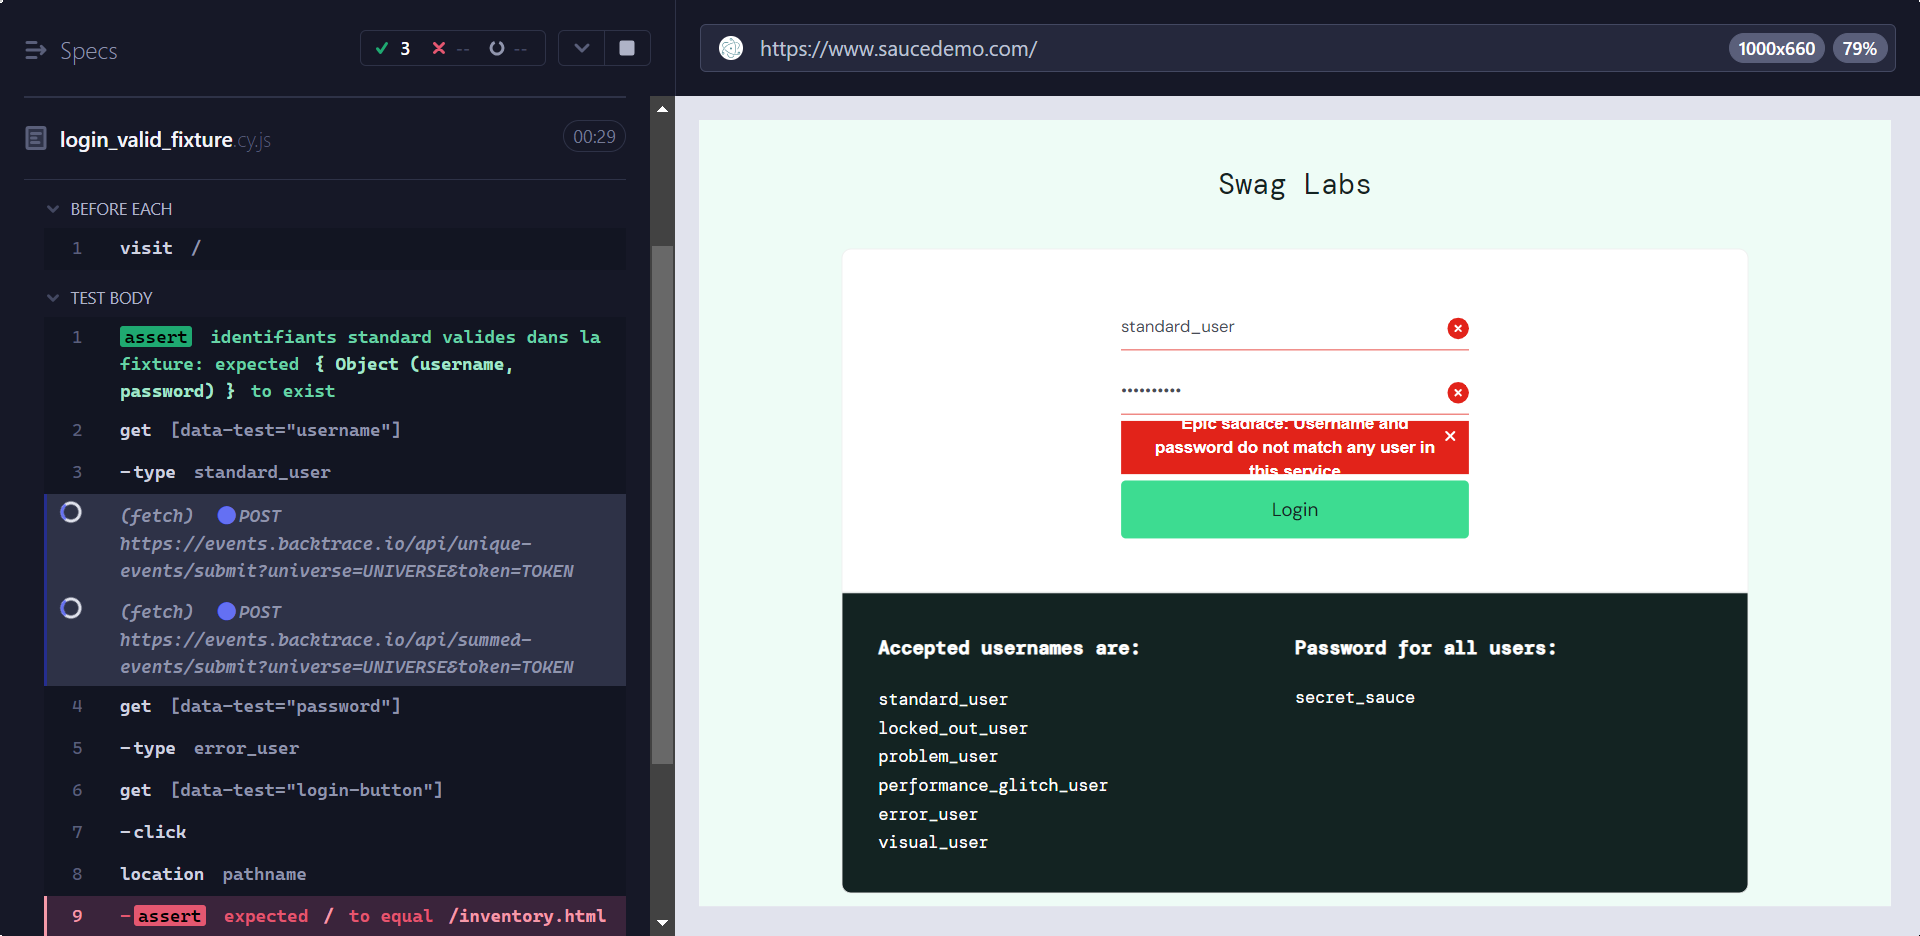 Specs
3 -- --
login_valid_fixture.cy.js
00:29
BEFORE EACH
1 visit /
TEST BODY
1 assert identifiants standard valides dans la
fixture: expected { Object (username,
password) } to exist
2 get [data-test="username"]
3 -type standard_user
(fetch) POST
https://events.backtrace.io/api/unique-
events/submit?universe=UNIVERSE&token=TOKEN
(fetch) POST
https://events.backtrace.io/api/summed-
events/submit?universe=UNIVERSE&token=TOKEN
4 get [data-test="password"]
5 -type error_user
6 get [data-test="login-button"]
7 -click
8 location pathname
9 -assert expected / to equal /inventory.html
https://www.saucedemo.com/
1000x660
79%
Swag Labs
standard_user
••••••••••
Epic sadface: Username and
password do not match any user in
this service
Login
Accepted usernames are:
standard_user
locked_out_user
problem_user
performance_glitch_user
error_user
visual_user
Password for all users:
secret_sauce